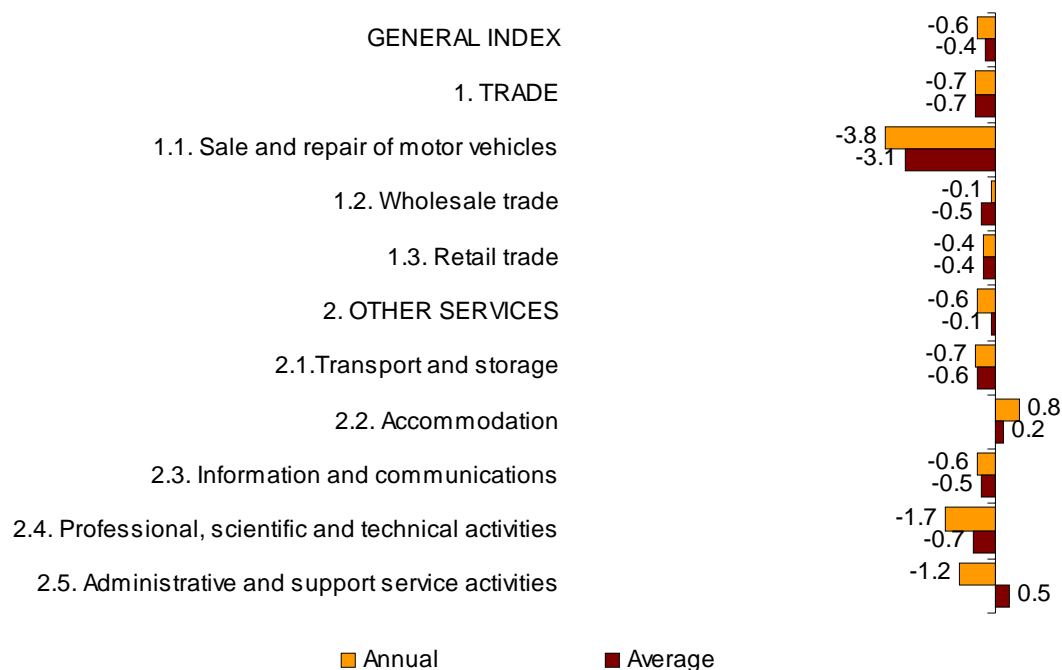 GENERAL INDEX
-0.6
-0.4
1. TRADE
-0.7
-0.7
1.1. Sale and repair of motor vehicles
-3.8
-3.1
1.2. Wholesale trade
-0.1
-0.5
1.3. Retail trade
-0.4
-0.4
2. OTHER SERVICES
-0.6
-0.1
2.1.Transport and storage
-0.7
-0.6
2.2. Accommodation
0.8
0.2
2.3. Information and communications
-0.6
-0.5
2.4. Professional, scientific and technical activities
-1.7
-0.7
2.5. Administrative and support service activities
-1.2
0.5
Annual Average